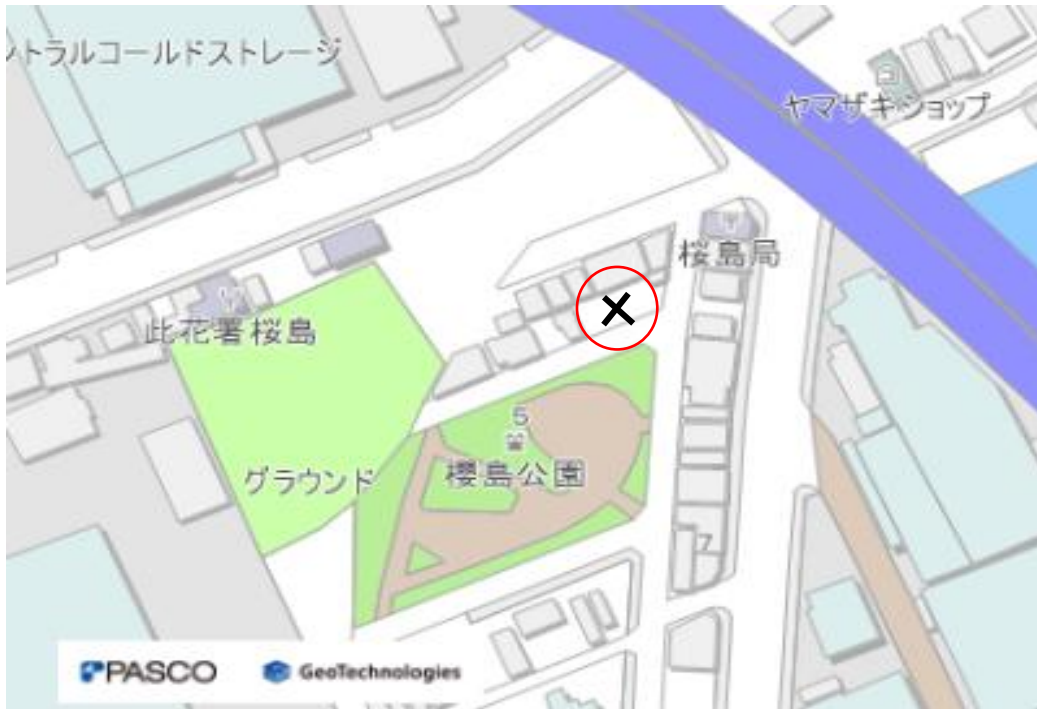 ントラルコールドストレージ
ヤマザキショップ
桜島局
此花署桜島
5
櫻島公園
グラウンド
7
PASCO
GeoTechnologies